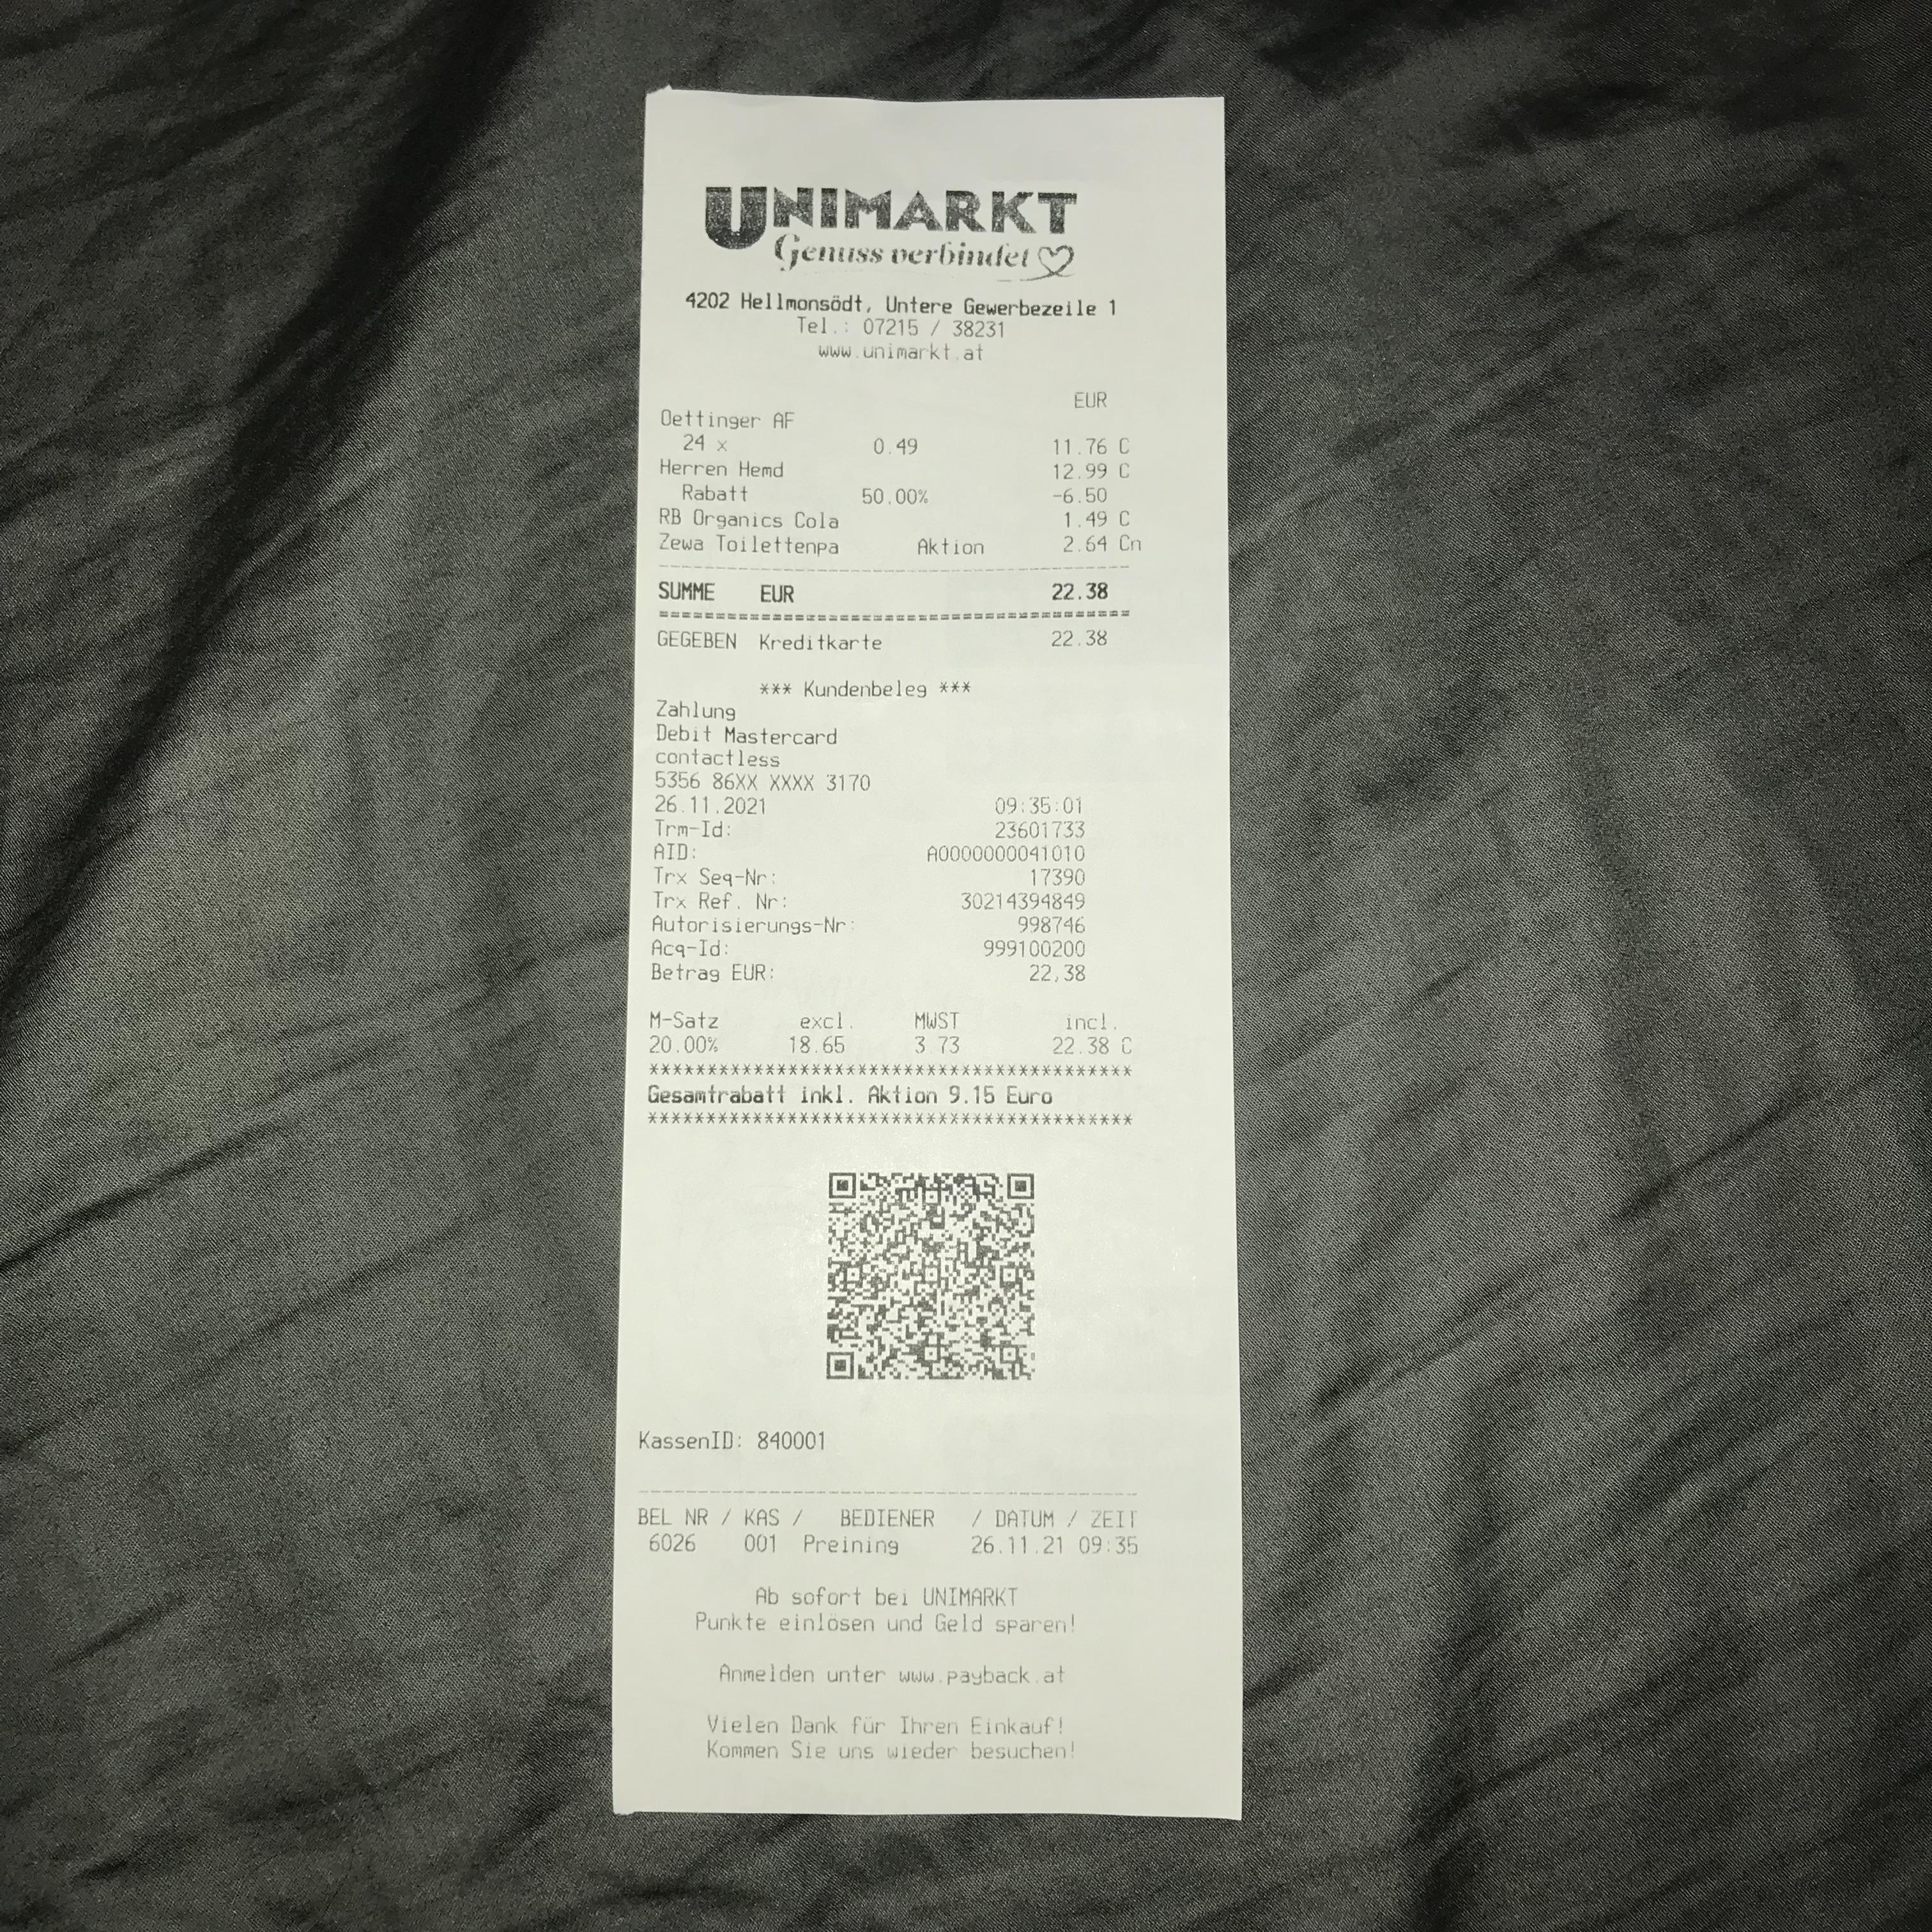 UNIMARKT
Genuss verbindet
4202 Hellmonsödt, Untere Gewerbezeile 1
Tel.: 07215 / 38231
www.unimarkt.at
EUR
Oettinger AF
24 x 0.49 11.76 C
Herren Hemd 12.99 C
Rabatt 50.00% -6.50
RB Organics Cola 1.49 C
Zewa Toilettenpa Aktion 2.64 Cn
SUMME EUR 22.38
GEGEBEN Kreditkarte 22.38
*** Kundenbeleg ***
Zahlung
Debit Mastercard
contactless
5356 86XX XXXX 3170
26.11.2021 09:35:01
Trm-Id: 23601733
AID: A0000000041010
Trx Seq-Nr: 17390
Trx Ref. Nr: 30214394849
Autorisierungs-Nr: 998746
Acq-Id: 999100200
Betrag EUR: 22,38
M-Satz excl. MWST incl.
20.00% 18.65 3.73 22.38 C
******************************************
Gesamtrabatt inkl. Aktion 9.15 Euro
******************************************
KassenID: 840001
BEL NR / KAS / BEDIENER / DATUM / ZEIT
6026 001 Preining 26.11.21 09:35
Ab sofort bei UNIMARKT
Punkte einlösen und Geld sparen!
Anmelden unter www.payback.at
Vielen Dank für Ihren Einkauf!
Kommen Sie uns wieder besuchen!